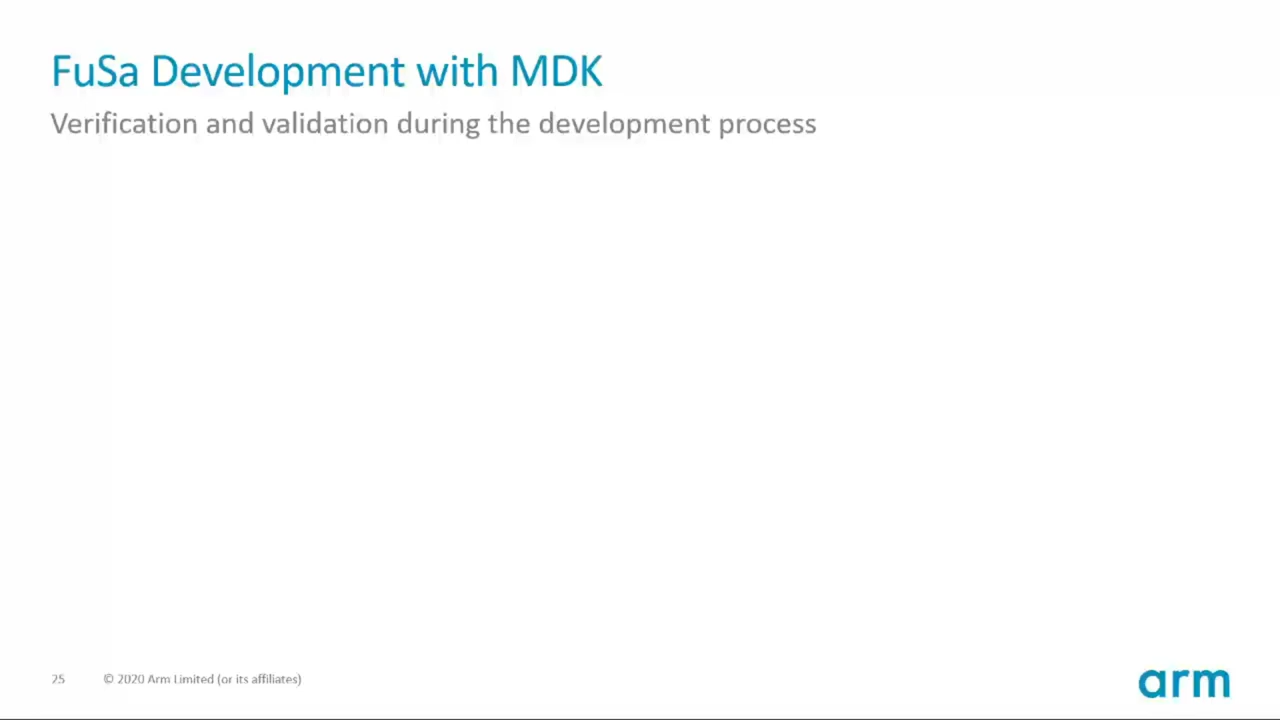 FuSa Development with MDK
Verification and validation during the development process
25 © 2020 Arm Limited (or its affiliates)
arm